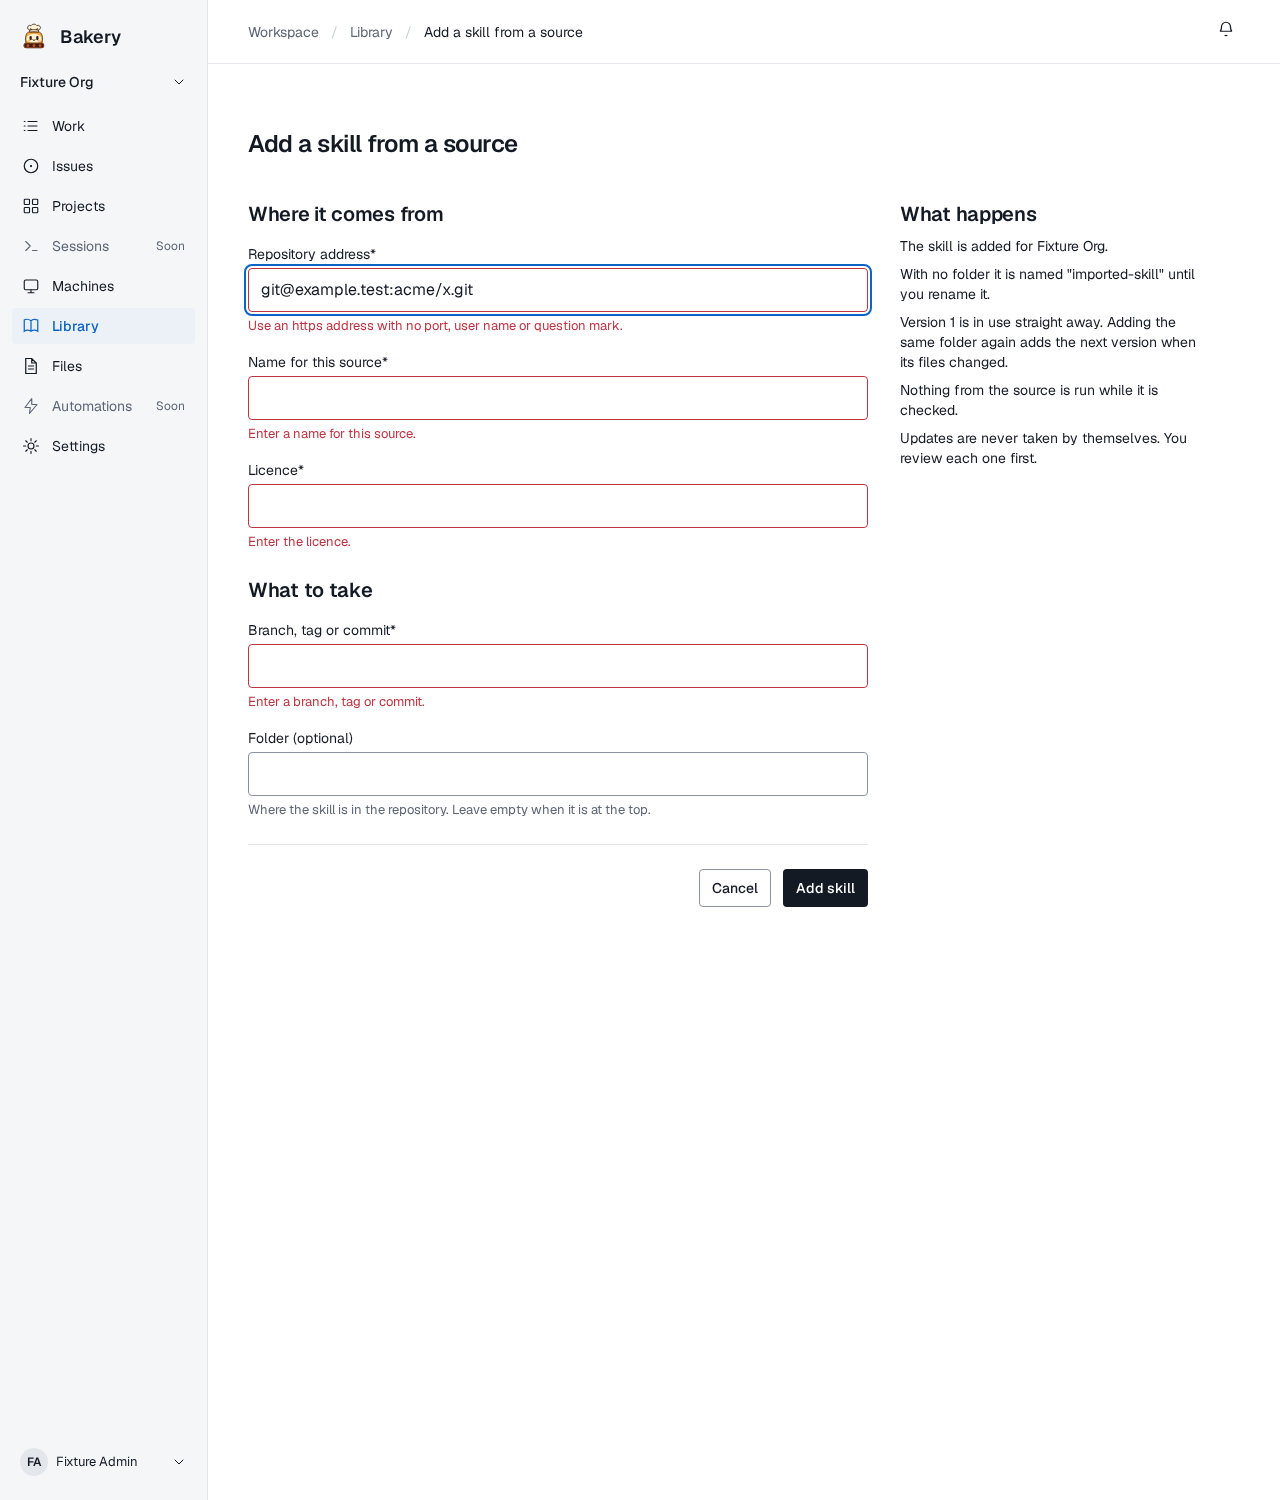 Bakery
Fixture Org
Work
Issues
Projects
Sessions Soon
Machines
Library
Files
Automations Soon
Settings
FA Fixture Admin
Workspace / Library / Add a skill from a source
Add a skill from a source
Where it comes from
Repository address*
git@example.test:acme/x.git
Use an https address with no port, user name or question mark.
Name for this source*
Enter a name for this source.
Licence*
Enter the licence.
What to take
Branch, tag or commit*
Enter a branch, tag or commit.
Folder (optional)
Where the skill is in the repository. Leave empty when it is at the top.
Cancel Add skill
What happens
The skill is added for Fixture Org.
With no folder it is named "imported-skill" until
you rename it.
Version 1 is in use straight away. Adding the
same folder again adds the next version when
its files changed.
Nothing from the source is run while it is
checked.
Updates are never taken by themselves. You
review each one first.